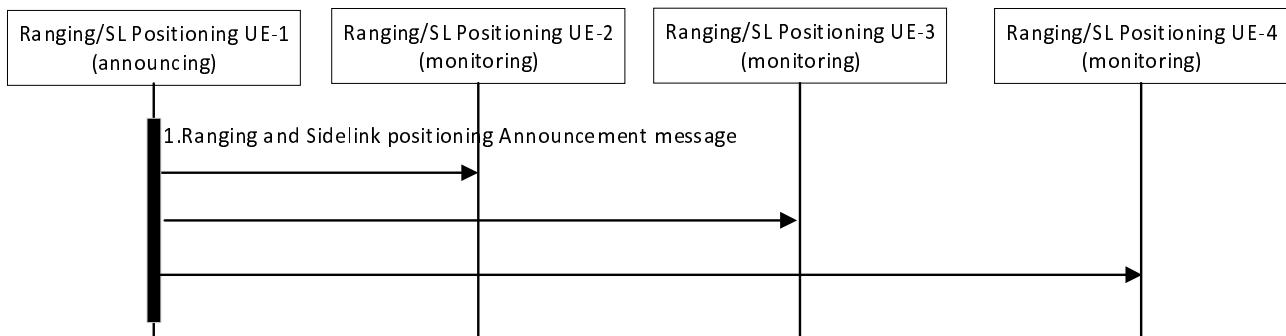 Ranging/SL Positioning UE-1
(announcing)
Ranging/SL Positioning UE-2
(monitoring)
Ranging/SL Positioning UE-3
(monitoring)
Ranging/SL Positioning UE-4
(monitoring)
1.Ranging and Sidelink positioning Announcement message